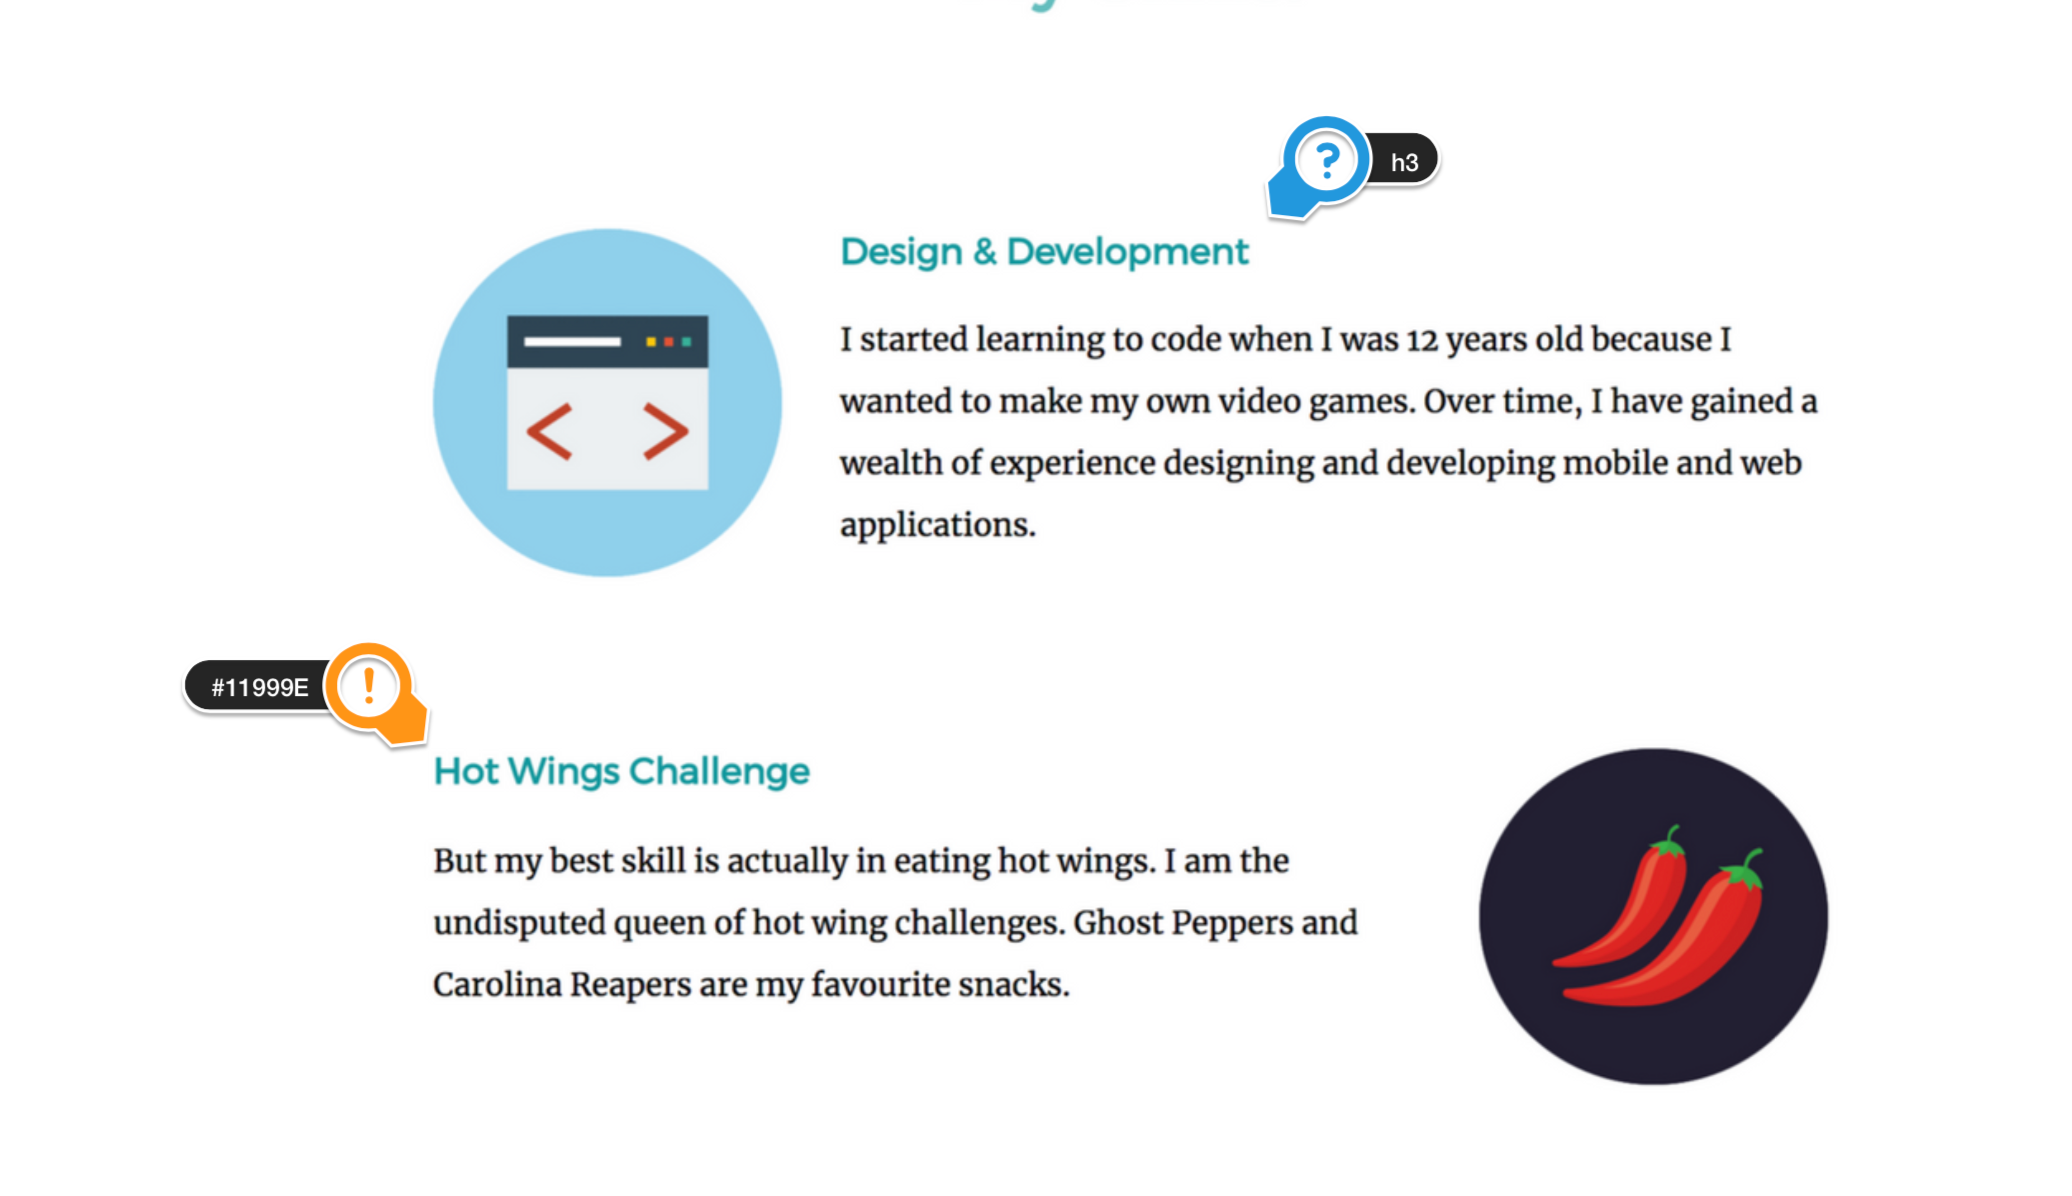 h3
Design & Development
I started learning to code when I was 12 years old because I
wanted to make my own video games. Over time, I have gained a
wealth of experience designing and developing mobile and web
applications.
#11999E
Hot Wings Challenge
But my best skill is actually in eating hot wings. I am the
undisputed queen of hot wing challenges. Ghost Peppers and
Carolina Reapers are my favourite snacks.